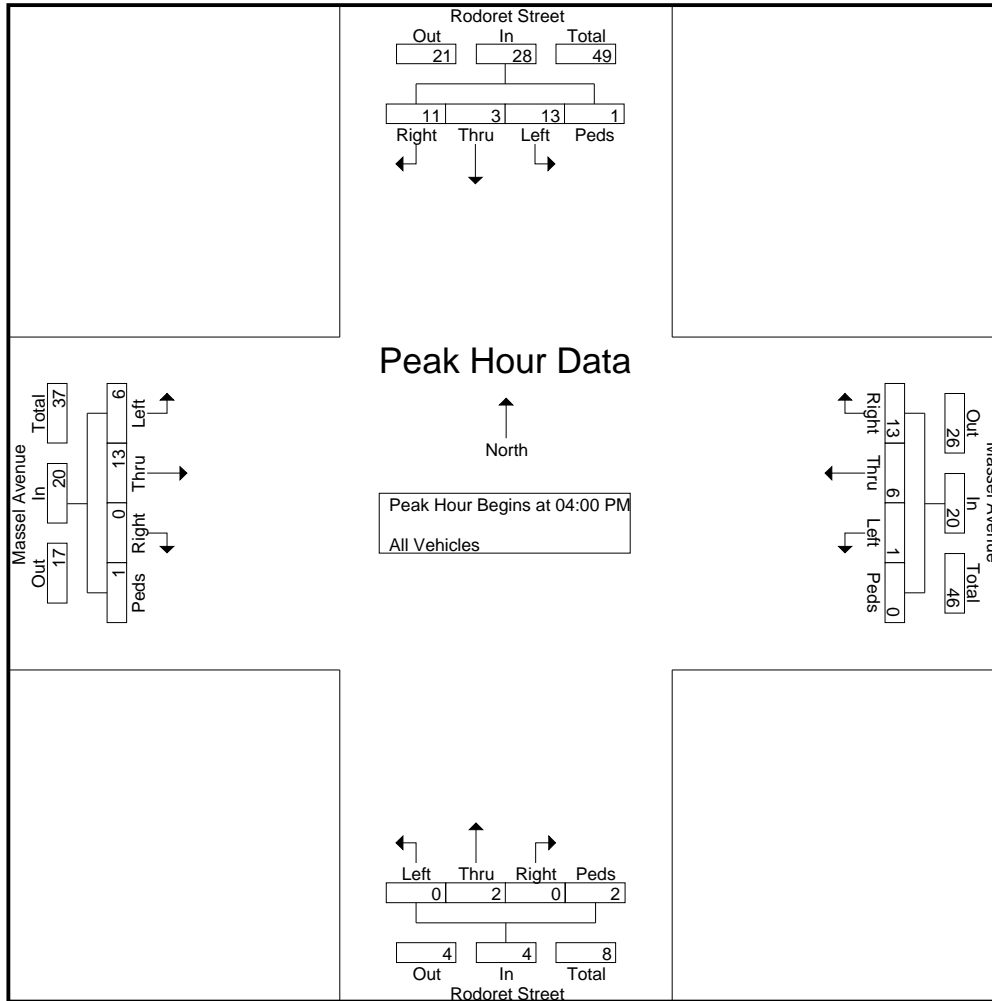 Rodoret Street
Out In Total
21 28 49
11 3 13 1
Right Thru Left Peds
Peak Hour Data
North
Peak Hour Begins at 04:00 PM
All Vehicles
Massel Avenue
Total In Out
37 20 17
6 13 0 1
Left Thru Right Peds
Right Thru Left Peds
13 6 1 0
Out In Total
26 20 46
Massel Avenue
Left Thru Right Peds
0 2 0 2
4 4 8
Out In Total
Rodoret Street